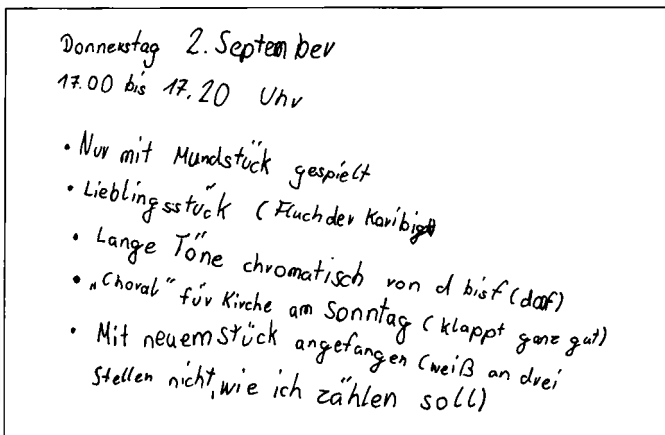 Donnerstag 2. September
17.00 bis 17.20 Uhr
• Nur mit Mundstück gespielt
• Lieblingsstück (Fluch der Karibig
• Lange Töne chromatisch von d bis f (doof)
• „Choral“ für Kirche am Sonntag (klappt ganz gut)
• Mit neuem Stück angefangen (weiß an drei
Stellen nicht, wie ich zählen soll)